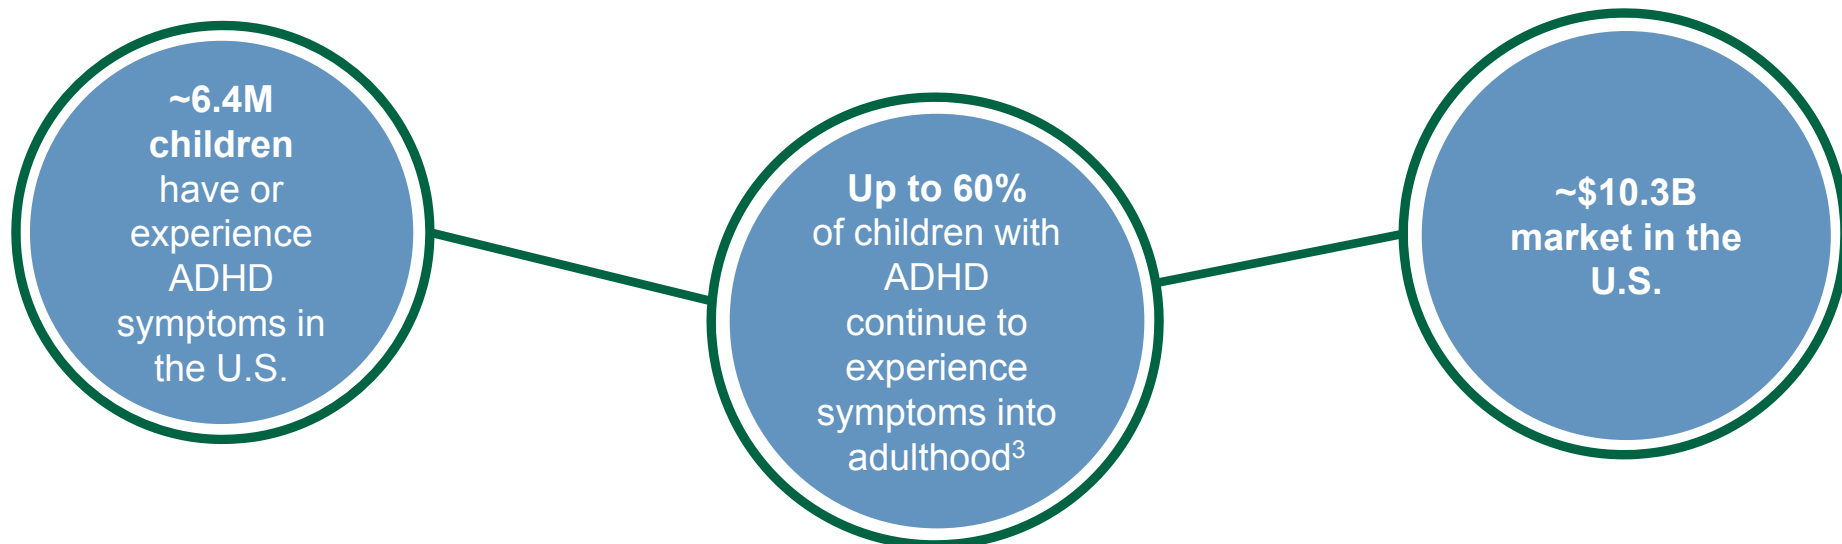 ~6.4M
children
have or
experience
ADHD
symptoms in
the U.S.
Up to 60%
of children with
ADHD
continue to
experience
symptoms into
adulthood³
~$10.3B
market in the
U.S.